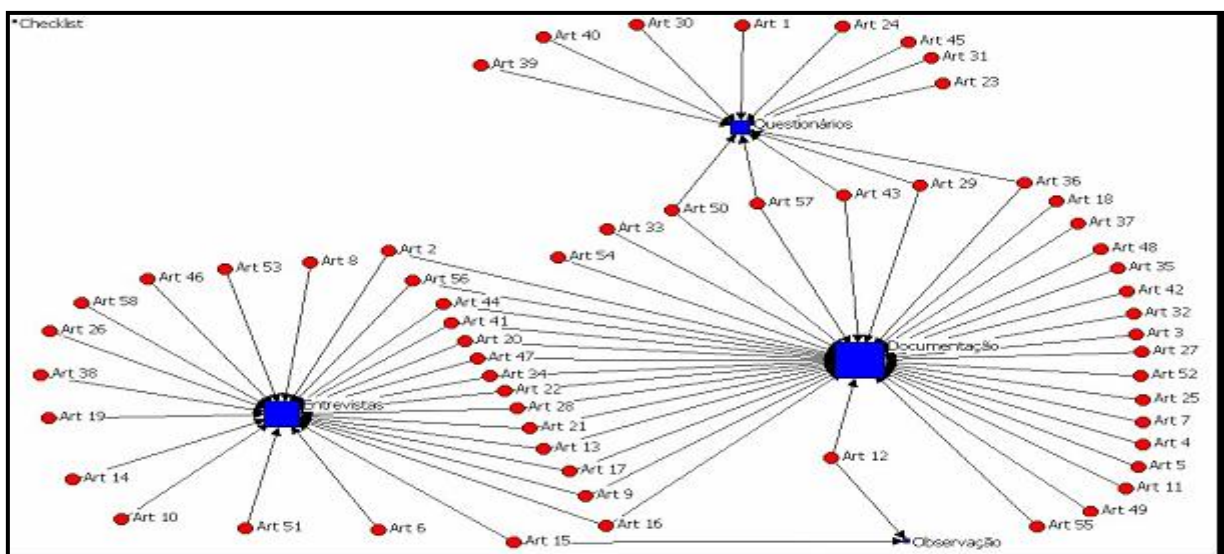 Checklist
Art 30
Art 1
Art 24
Art 40
Art 45
Art 31
Art 39
Art 23
Questionários
Art 36
Art 29
Art 43
Art 18
Art 57
Art 50
Art 37
Art 33
Art 48
Art 2
Art 54
Art 8
Art 35
Art 53
Art 46
Art 56
Art 42
Art 58
Art 44
Art 32
Art 41
Art 26
Art 3
Art 20
Documentação
Art 27
Art 47
Art 38
Art 34
Art 52
Art 22
Art 25
Entrevistas
Art 28
Art 19
Art 7
Art 21
Art 4
Art 13
Art 12
Art 5
Art 17
Art 14
Art 11
Art 9
Art 49
Art 10
Art 16
Art 55
Art 51
Art 6
Art 15
Observação